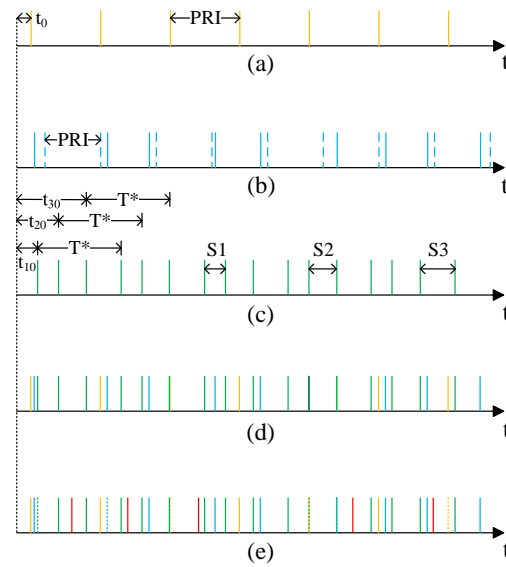 t₀
PRI
t
(a)
PRI
t
(b)
t₃₀
T*
t₂₀
T*
t₁₀
T*
S1
S2
S3
t
(c)
t
(d)
t
(e)